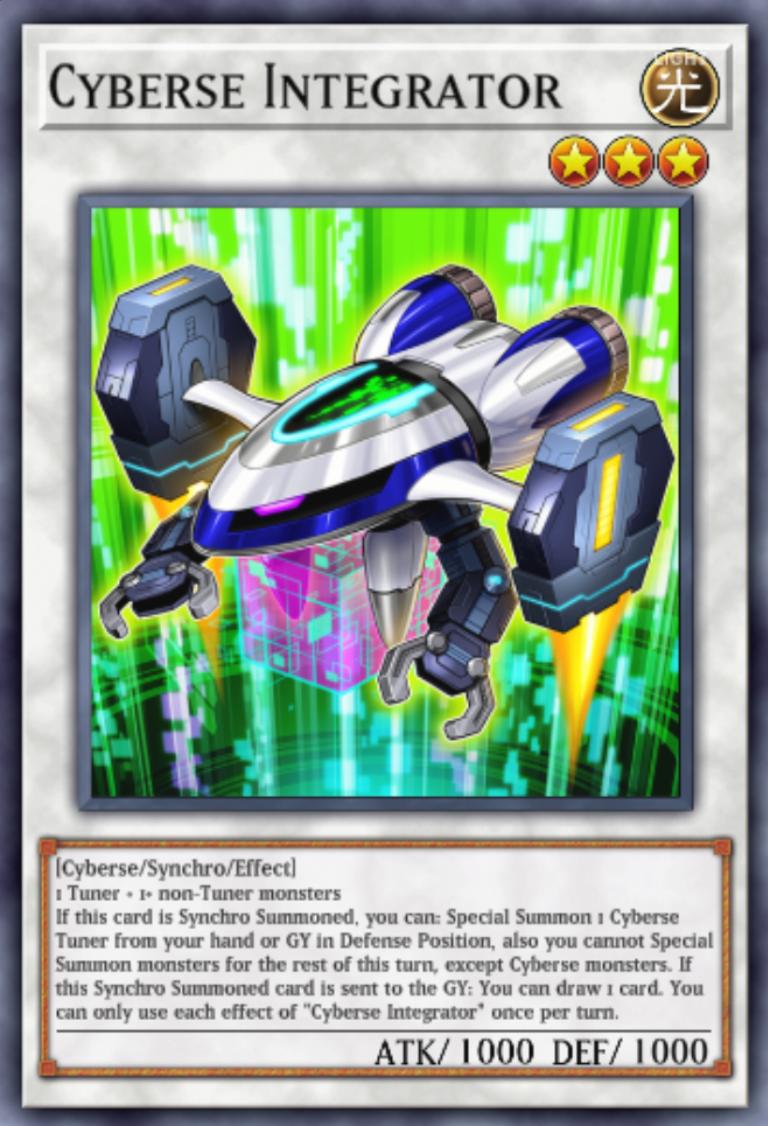 CYBERSE INTEGRATOR
LIGHT
光
[Cyberse/Synchro/Effect]
1 Tuner + 1+ non-Tuner monsters
If this card is Synchro Summoned, you can: Special Summon 1 Cyberse
Tuner from your hand or GY in Defense Position, also you cannot Special
Summon monsters for the rest of this turn, except Cyberse monsters. If
this Synchro Summoned card is sent to the GY: You can draw 1 card. You
can only use each effect of "Cyberse Integrator" once per turn.
ATK/ 1000 DEF/ 1000